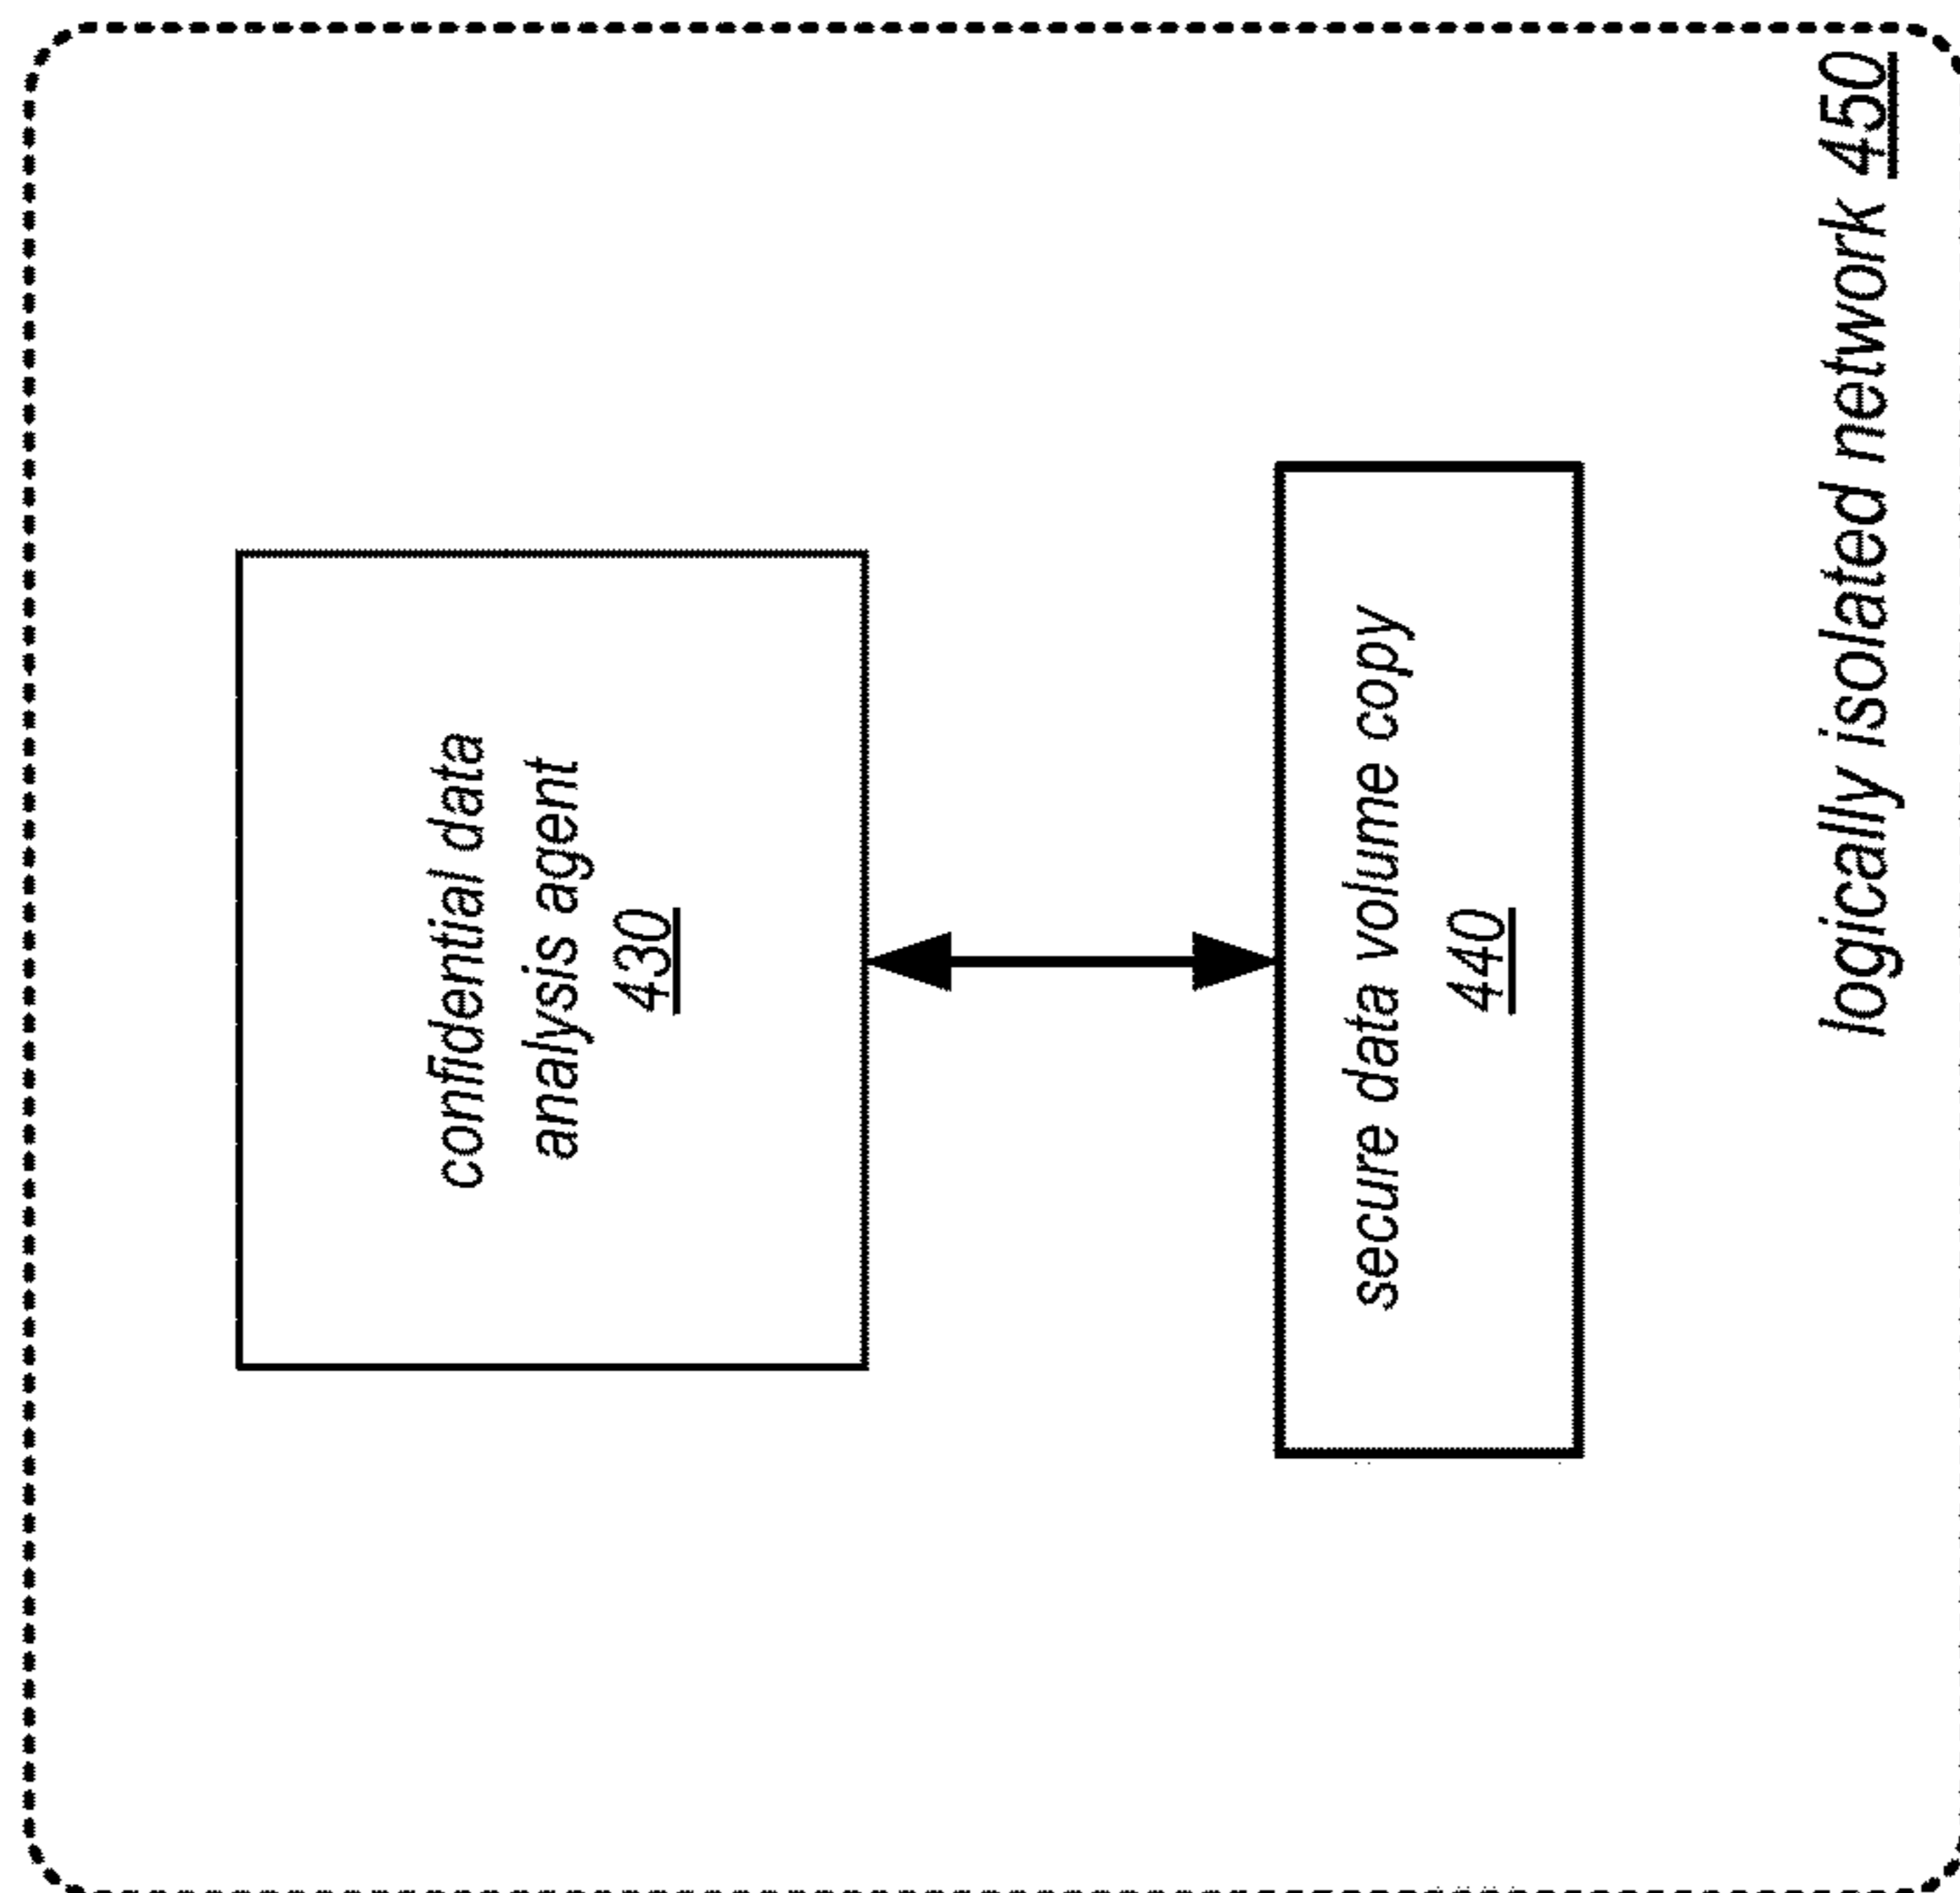 confidential data
analysis agent
430
secure data volume copy
440
logically isolated network 450